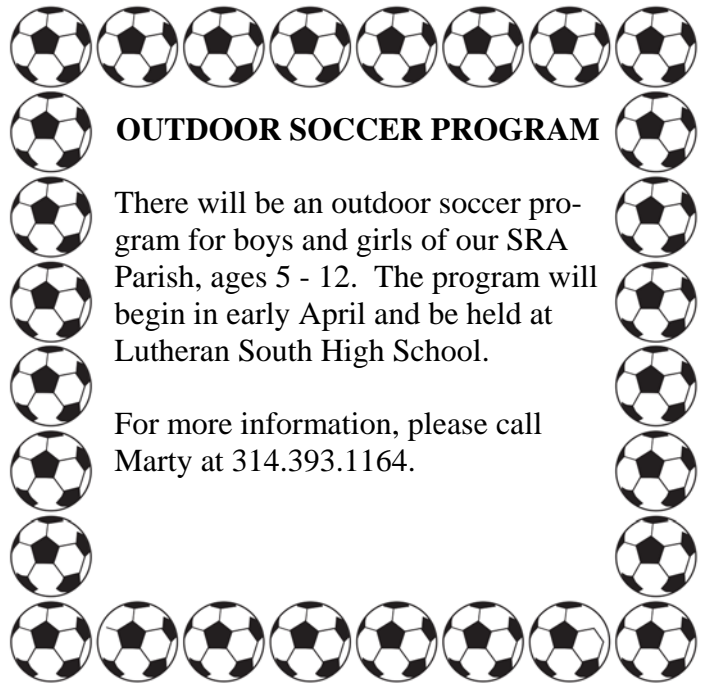 OUTDOOR SOCCER PROGRAM
There will be an outdoor soccer pro-
gram for boys and girls of our SRA
Parish, ages 5 - 12.  The program will
begin in early April and be held at
Lutheran South High School.
For more information, please call
Marty at 314.393.1164.